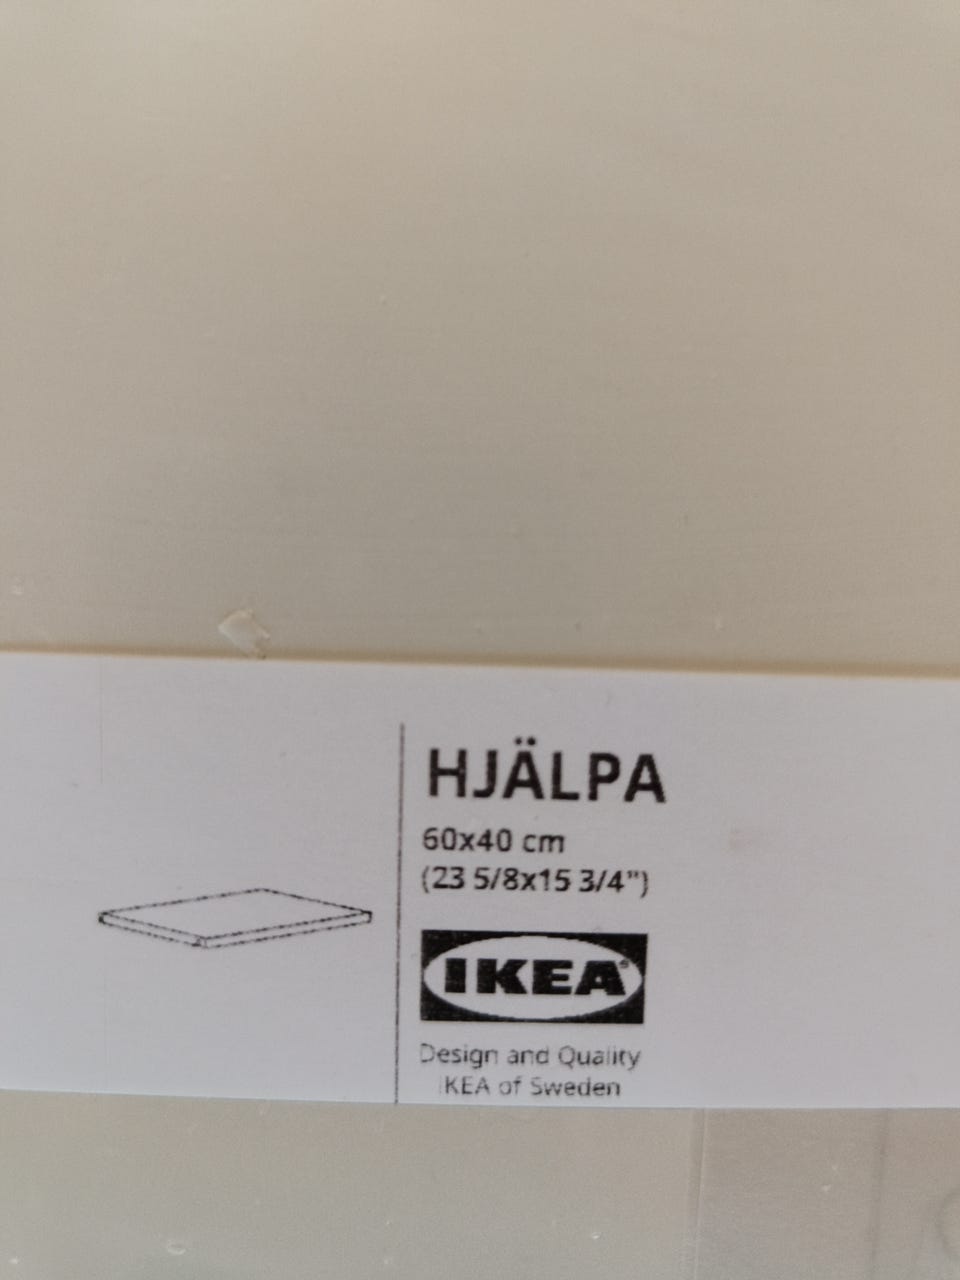 HJÄLPA
60x40 cm
(23 5/8x15 3/4")
IKEA®
Design and Quality
IKEA of Sweden